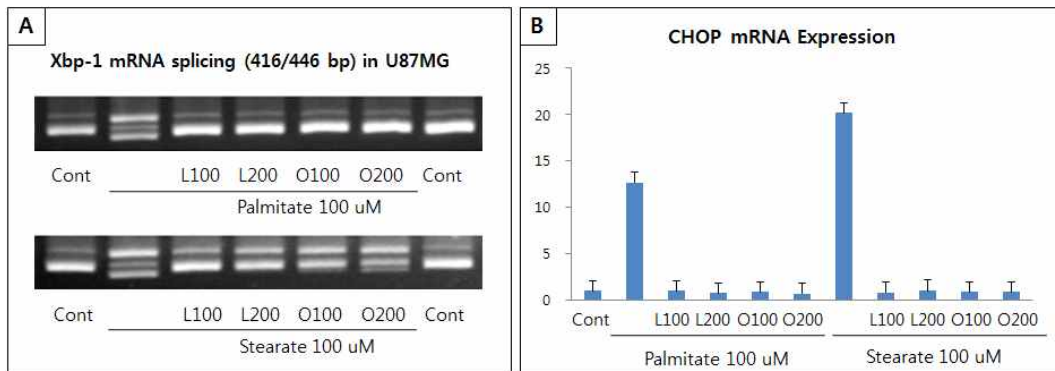 A
Xbp-1 mRNA splicing (416/446 bp) in U87MG
Cont L100 L200 O100 O200 Cont
Palmitate 100 uM
Cont L100 L200 O100 O200 Cont
Stearate 100 uM
B
CHOP mRNA Expression
25
20
15
10
5
0
Cont L100 L200 O100 O200 L100 L200 O100 O200
Palmitate 100 uM Stearate 100 uM